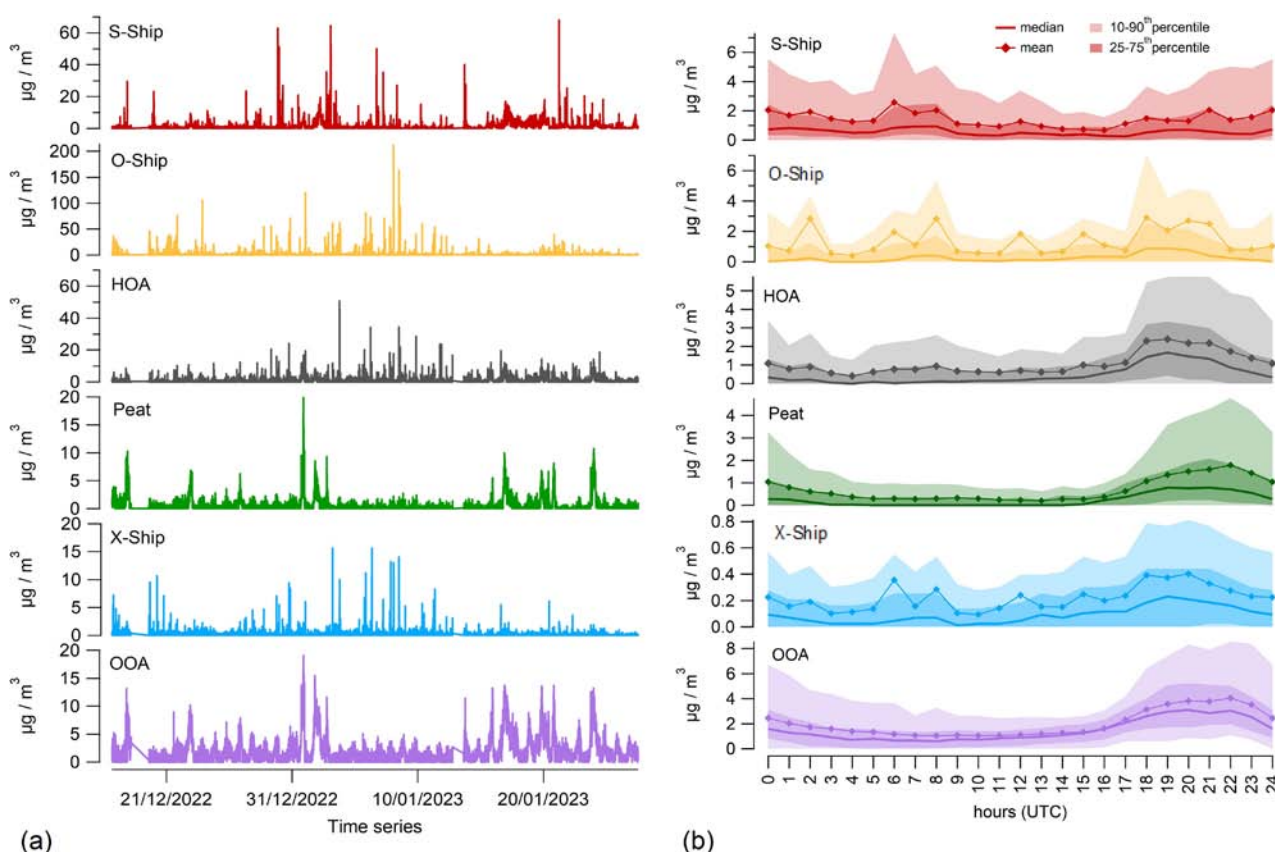 S-Ship
µg / m³
60
40
20
0
O-Ship
µg / m³
200
150
100
50
0
HOA
µg / m³
60
40
20
0
Peat
µg / m³
20
15
10
5
0
X-Ship
µg / m³
20
15
10
5
0
OOA
µg / m³
20
15
10
5
0
21/12/2022 31/12/2022 10/01/2023 20/01/2023
Time series
(a)
S-Ship
median 10-90th percentile
mean 25-75th percentile
µg / m³
6
4
2
0
O-Ship
µg / m³
6
4
2
0
HOA
µg / m³
5
4
3
2
1
0
Peat
µg / m³
4
3
2
1
0
X-Ship
µg / m³
0.8
0.6
0.4
0.2
0.0
OOA
µg / m³
8
6
4
2
0
0 1 2 3 4 5 6 7 8 9 10 11 12 13 14 15 16 17 18 19 20 21 22 23 24
hours (UTC)
(b)